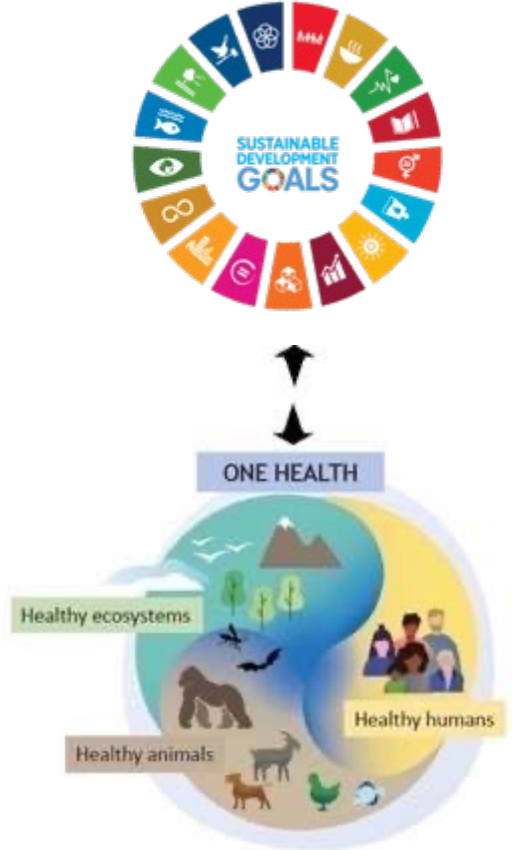 SUSTAINABLE
DEVELOPMENT
GOALS
ONE HEALTH
Healthy ecosystems
Healthy humans
Healthy animals